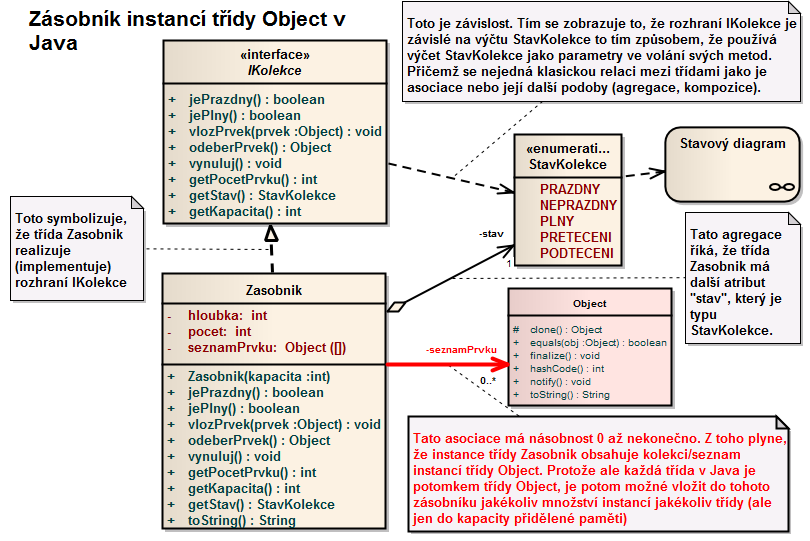 Zásobník instancí třídy Object v
Java
Toto je závislost. Tím se zobrazuje to, že rozhraní IKolekce je
závislé na výčtu StavKolekce to tím způsobem, že používá
výčet StavKolekce jako parametry ve volání svých metod.
Přičemž se nejedná klasickou relaci mezi třídami jako je
asociace nebo její další podoby (agregace, kompozice).
«interface»
IKolekce
+ jePrazdny() : boolean
+ jePlny() : boolean
+ vlozPrvek(prvek :Object) : void
+ odeberPrvek() : Object
+ vynuluj() : void
+ getPocetPrvku() : int
+ getStav() : StavKolekce
+ getKapacita() : int
«enumerati...
StavKolekce
PRAZDNY
NEPRAZDNY
PLNY
PRETECENI
PODTECENI
Stavový diagram
Toto symbolizuje,
že třída Zasobnik
realizuje
(implementuje)
rozhraní IKolekce
-stav
1
Tato agregace
říká, že třída
Zasobnik má
další atribut
"stav", který je
typu
StavKolekce.
Zasobnik
- hloubka: int
- pocet: int
- seznamPrvku: Object ([])
+ Zasobnik(kapacita :int)
+ jePrazdny() : boolean
+ jePlny() : boolean
+ vlozPrvek(prvek :Object) : void
+ odeberPrvek() : Object
+ vynuluj() : void
+ getPocetPrvku() : int
+ getKapacita() : int
+ getStav() : StavKolekce
+ toString() : String
-seznamPrvku
0..*
Object
# clone() : Object
+ equals(obj :Object) : boolean
+ finalize() : void
+ hashCode() : int
+ notify() : void
+ toString() : String
Tato asociace má násobnost 0 až nekonečno. Z toho plyne,
že instance třídy Zasobnik obsahuje kolekci/seznam
instancí třídy Object. Protože ale každá třída v Java je
potomkem třídy Object, je potom možné vložit do tohoto
zásobníku jakékoliv množství instancí jakékoliv třídy (ale
jen do kapacity přidělené paměti)